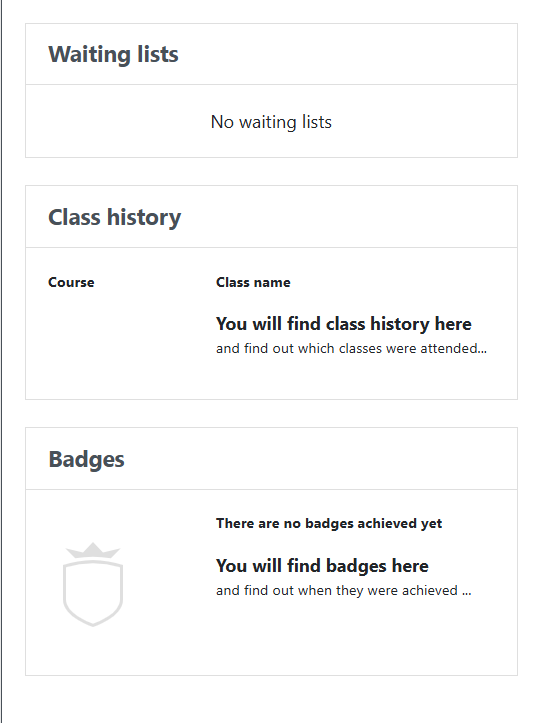 Waiting lists
No waiting lists
Class history
Course Class name
You will find class history here
and find out which classes were attended...
Badges
There are no badges achieved yet
You will find badges here
and find out when they were achieved ...